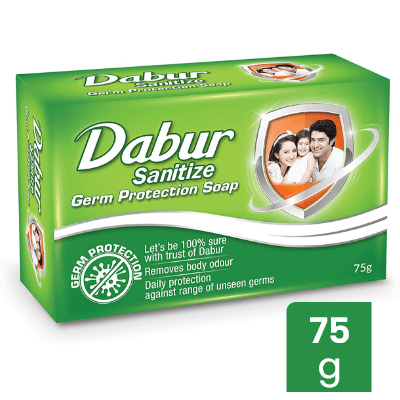 Dabur
Sanitize
Germ Protection Soap
GERM PROTECTION
Let's be 100% sure
with trust of Dabur
Removes body odour
Daily protection
against range of unseen germs
75g
Dabur
Sanitize
Germ Protection Soap
75
g